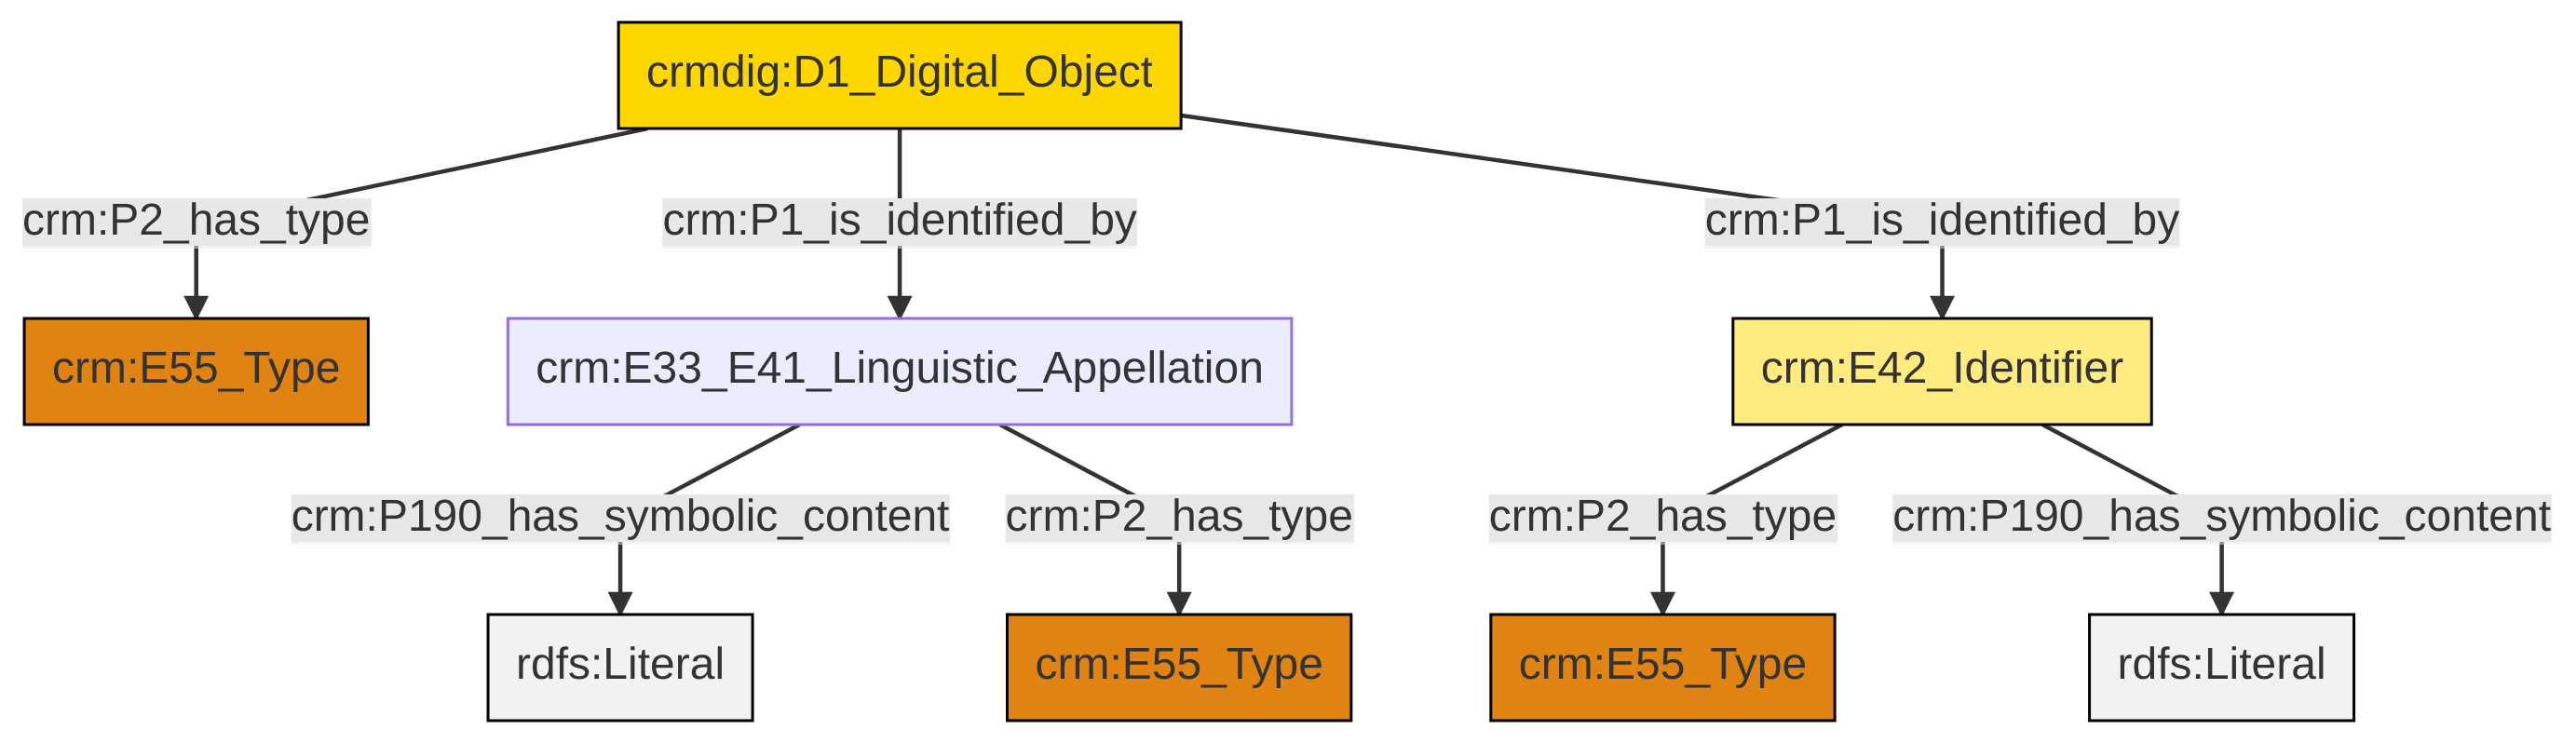 crmdig:D1_Digital_Object
crm:P2_has_type
crm:P1_is_identified_by
crm:P1_is_identified_by
crm:E55_Type
crm:E33_E41_Linguistic_Appellation
crm:E42_Identifier
crm:P190_has_symbolic_content
crm:P2_has_type
crm:P2_has_type
crm:P190_has_symbolic_content
rdfs:Literal
crm:E55_Type
crm:E55_Type
rdfs:Literal